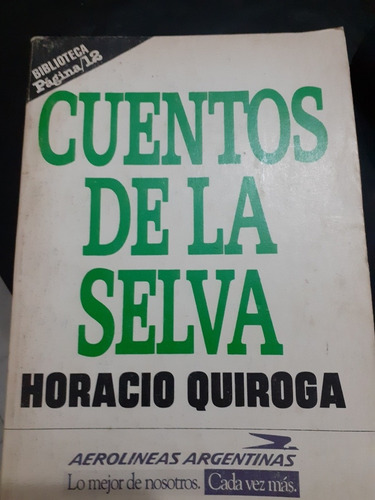 BIBLIOTECA
Página/12
CUENTOS
DE LA
SELVA
HORACIO QUIROGA
AEROLINEAS ARGENTINAS
Lo mejor de nosotros. Cada vez más.